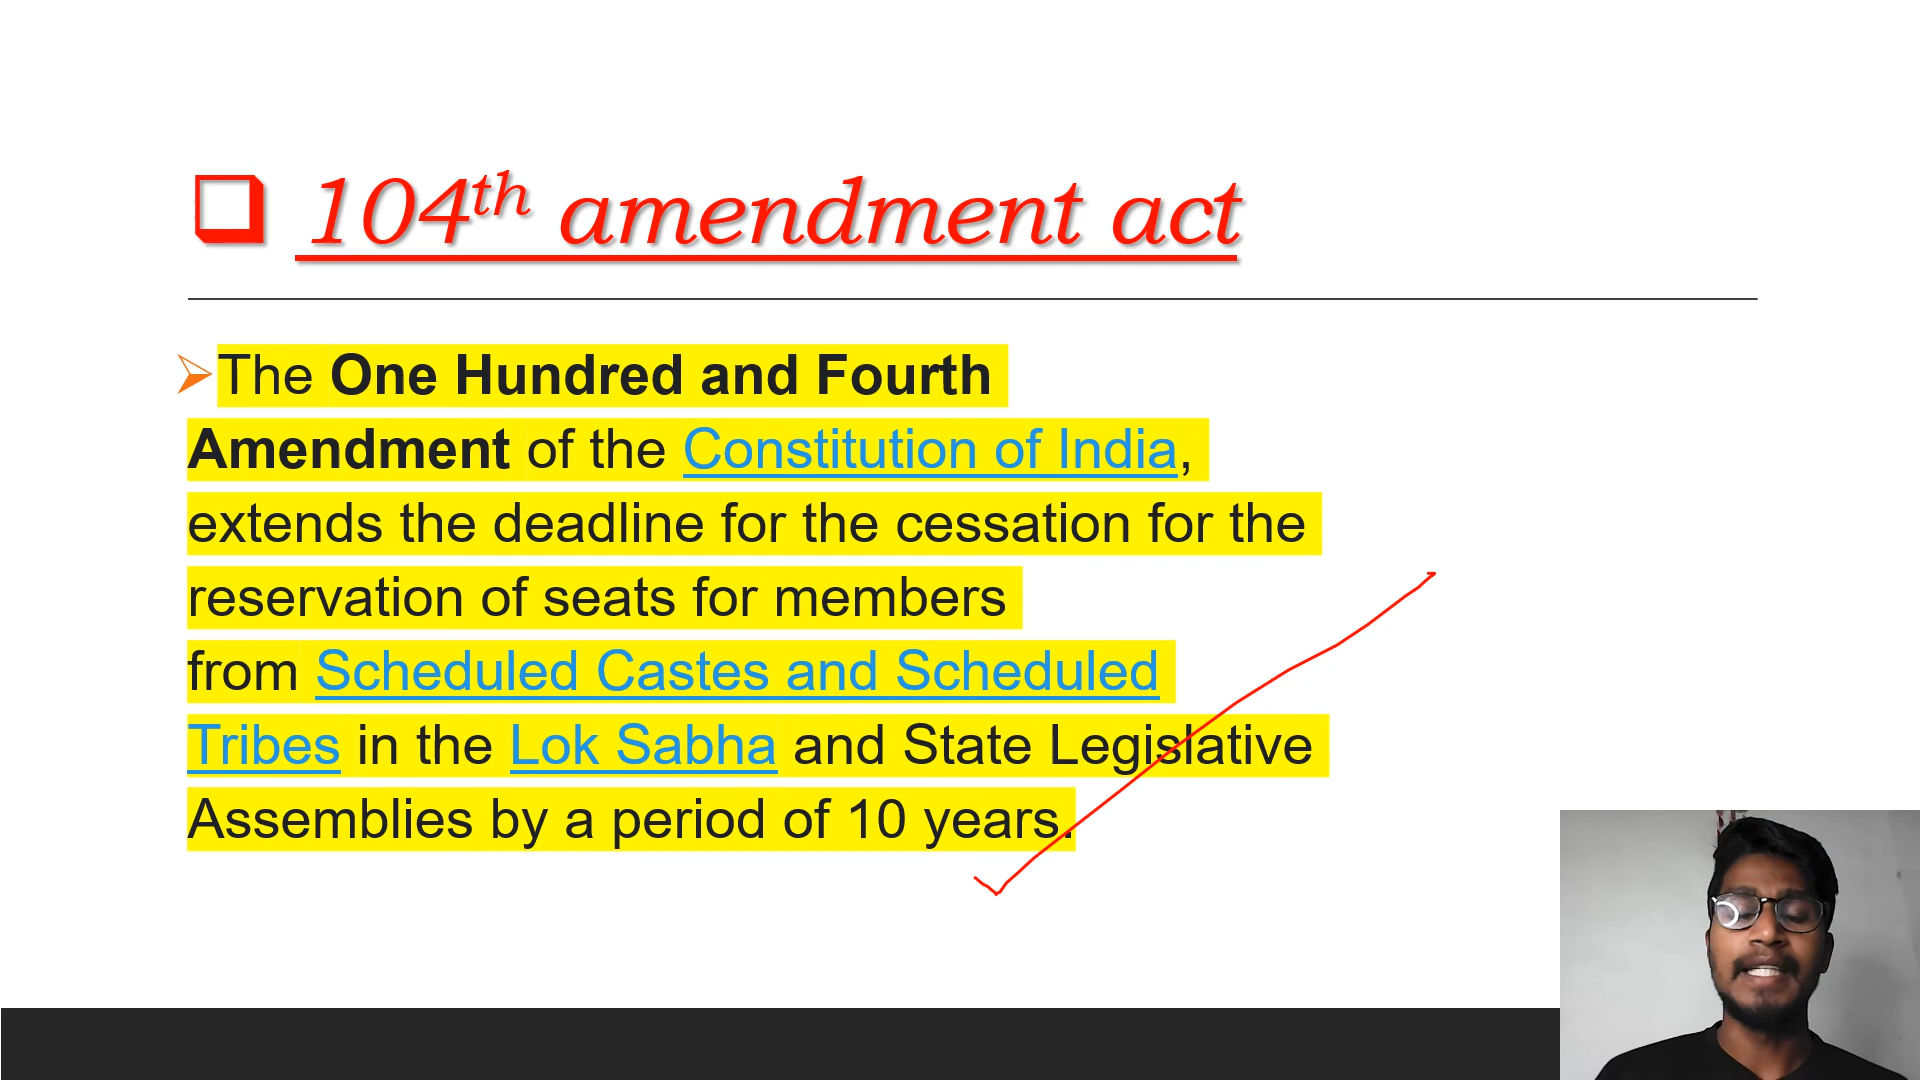 104th amendment act
The One Hundred and Fourth
Amendment of the Constitution of India,
extends the deadline for the cessation for the
reservation of seats for members
from Scheduled Castes and Scheduled
Tribes in the Lok Sabha and State Legislative
Assemblies by a period of 10 years.